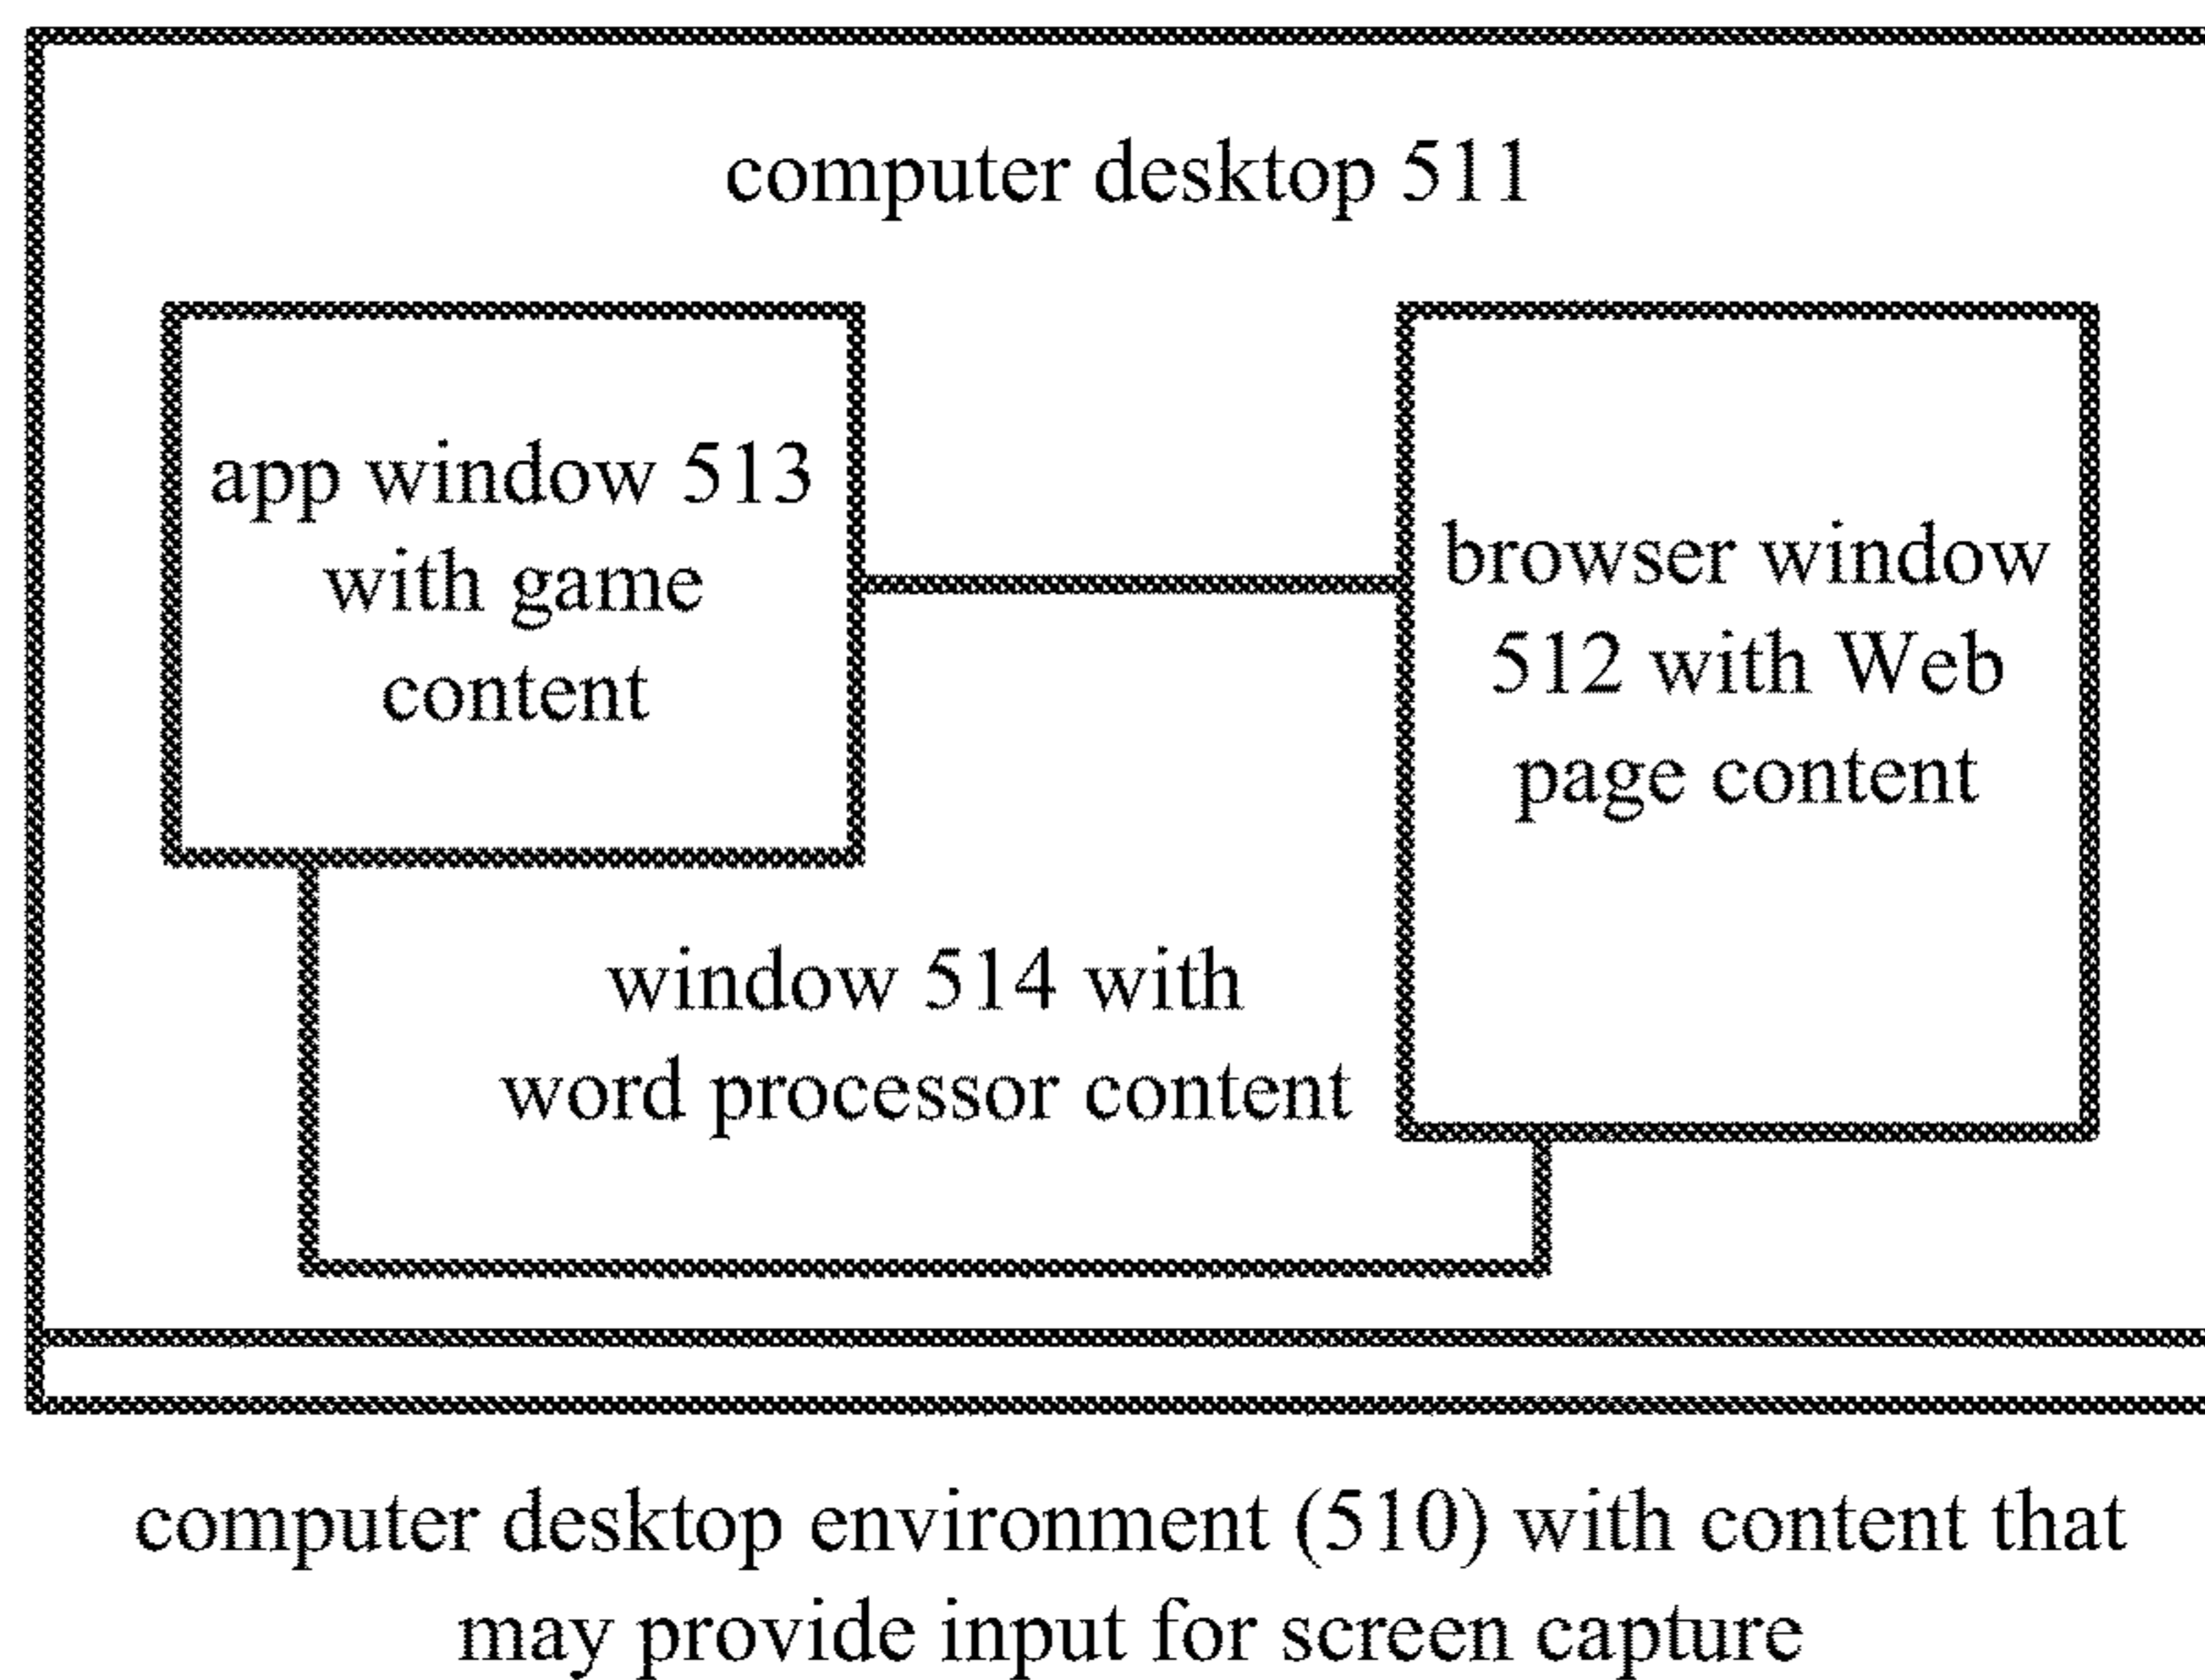 computer desktop 511
app window 513
with game
content
browser window
512 with Web
page content
window 514 with
word processor content
computer desktop environment (510) with content that
may provide input for screen capture